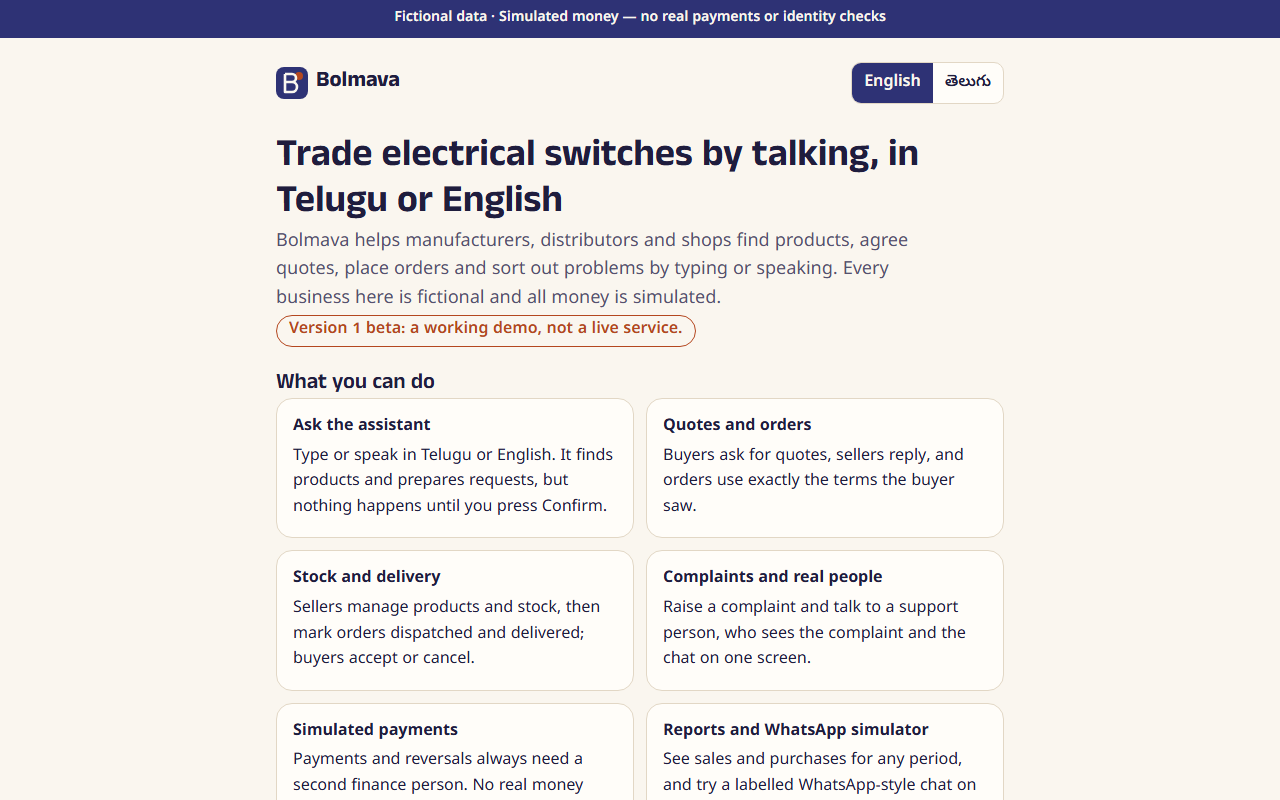 Fictional data · Simulated money — no real payments or identity checks
Bolmava
English
తెలుగు
Trade electrical switches by talking, in
Telugu or English
Bolmava helps manufacturers, distributors and shops find products, agree
quotes, place orders and sort out problems by typing or speaking. Every
business here is fictional and all money is simulated.
Version 1 beta: a working demo, not a live service.
What you can do
Ask the assistant
Type or speak in Telugu or English. It finds
products and prepares requests, but
nothing happens until you press Confirm.
Quotes and orders
Buyers ask for quotes, sellers reply, and
orders use exactly the terms the buyer
saw.
Stock and delivery
Sellers manage products and stock, then
mark orders dispatched and delivered;
buyers accept or cancel.
Complaints and real people
Raise a complaint and talk to a support
person, who sees the complaint and the
chat on one screen.
Simulated payments
Payments and reversals always need a
second finance person. No real money
Reports and WhatsApp simulator
See sales and purchases for any period,
and try a labelled WhatsApp-style chat on